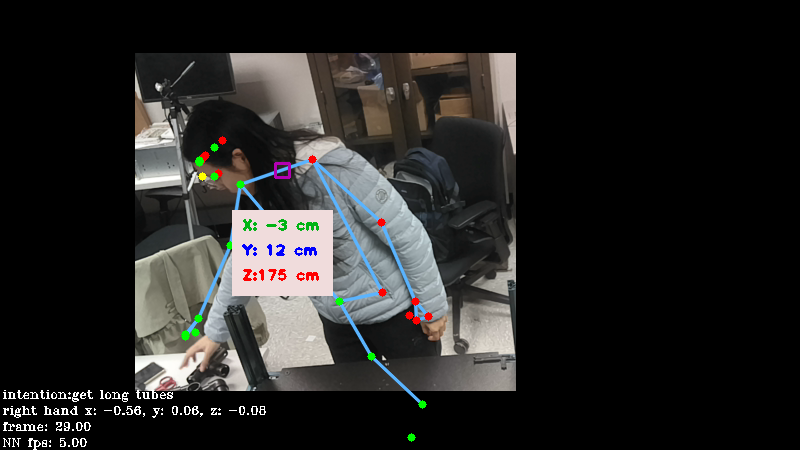 X: -3 cm
Y: 12 cm
Z:175 cm
intention:get long tubes
right hand x: -0.56, y: 0.06, z: -0.08
frame: 29.00
NN fps: 5.00